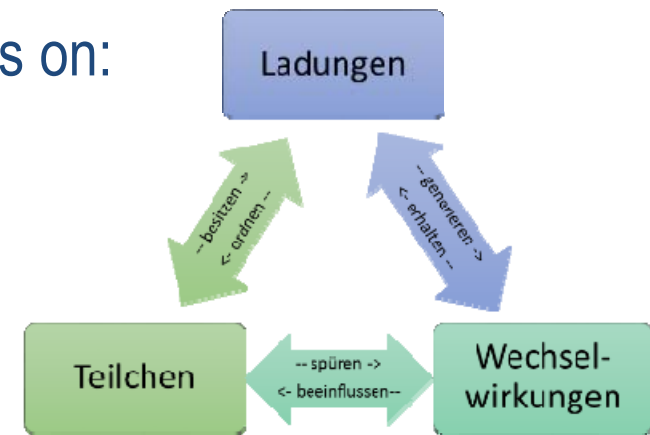 s on:
Ladungen
-- besitzen ->
<- ordnen --
-- generieren ->
<- erhalten --
Teilchen
-- spüren ->
<- beeinflussen--
Wechsel-
wirkungen